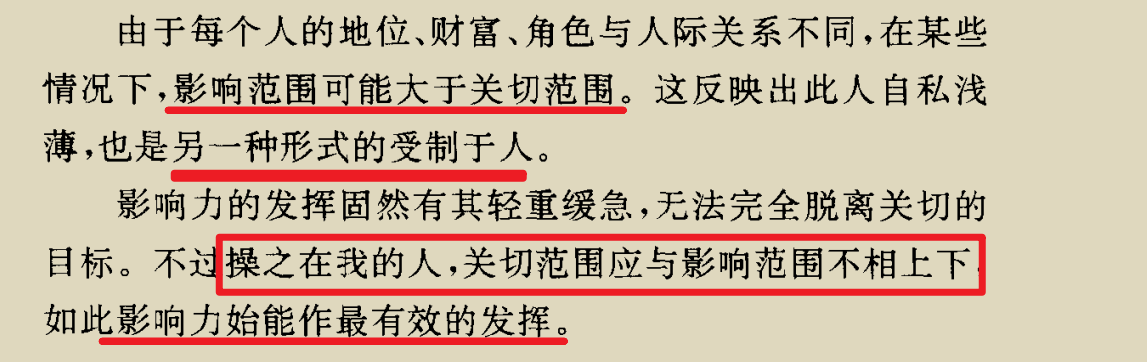 由于每个人的地位、财富、角色与人际关系不同,在某些
情况下,影响范围可能大于关切范围。这反映出此人自私浅
薄,也是另一种形式的受制于人。
影响力的发挥固然有其轻重缓急,无法完全脱离关切的
目标。不过操之在我的人,关切范围应与影响范围不相上下,
如此影响力始能作最有效的发挥。